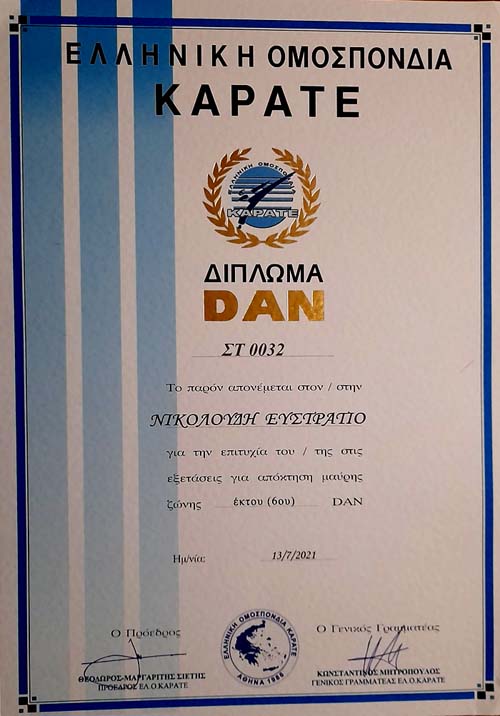 ΕΛΛΗΝΙΚΗ ΟΜΟΣΠΟΝΔΙΑ
ΚΑΡΑΤΕ
ΕΛΛΗΝΙΚΗ ΟΜΟΣΠΟΝΔΙΑ
ΚΑΡΑΤΕ
ΔΙΠΛΩΜΑ
DAN
ΣΤ 0032
Το παρόν απονέμεται στον / στην
ΝΙΚΟΛΟΥΔΗ ΕΥΣΤΡΑΤΙΟ
για την επιτυχία του / της στις
εξετάσεις για απόκτηση μαύρης
ζώνης έκτου (6ου) DAN
Ημ/νία: 13/7/2021
Ο Πρόεδρος
Ο Γενικός Γραμματέας
ΕΛΛΗΝΙΚΗ ΟΜΟΣΠΟΝΔΙΑ ΚΑΡΑΤΕ
ΑΘΗΝΑ 1986
ΘΕΟΔΩΡΟΣ-ΜΑΡΓΑΡΙΤΗΣ ΣΙΕΤΗΣ
ΠΡΟΕΔΡΟΣ ΕΛ.Ο.ΚΑΡΑΤΕ
ΚΩΝΣΤΑΝΤΙΝΟΣ ΜΗΤΡΟΠΟΥΛΟΣ
ΓΕΝΙΚΟΣ ΓΡΑΜΜΑΤΕΑΣ ΕΛ.Ο.ΚΑΡΑΤΕ